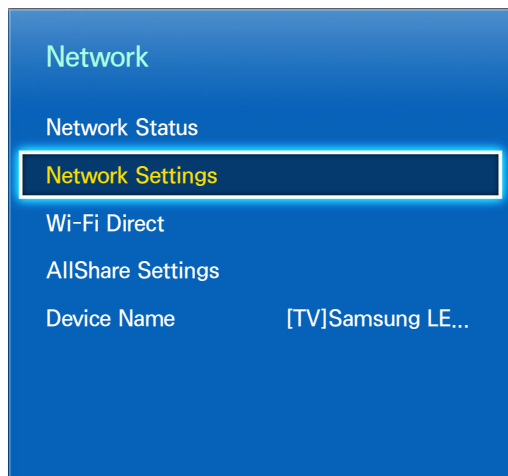 Network
Network Status
Network Settings
Wi-Fi Direct
AllShare Settings
Device Name [TV]Samsung LE...